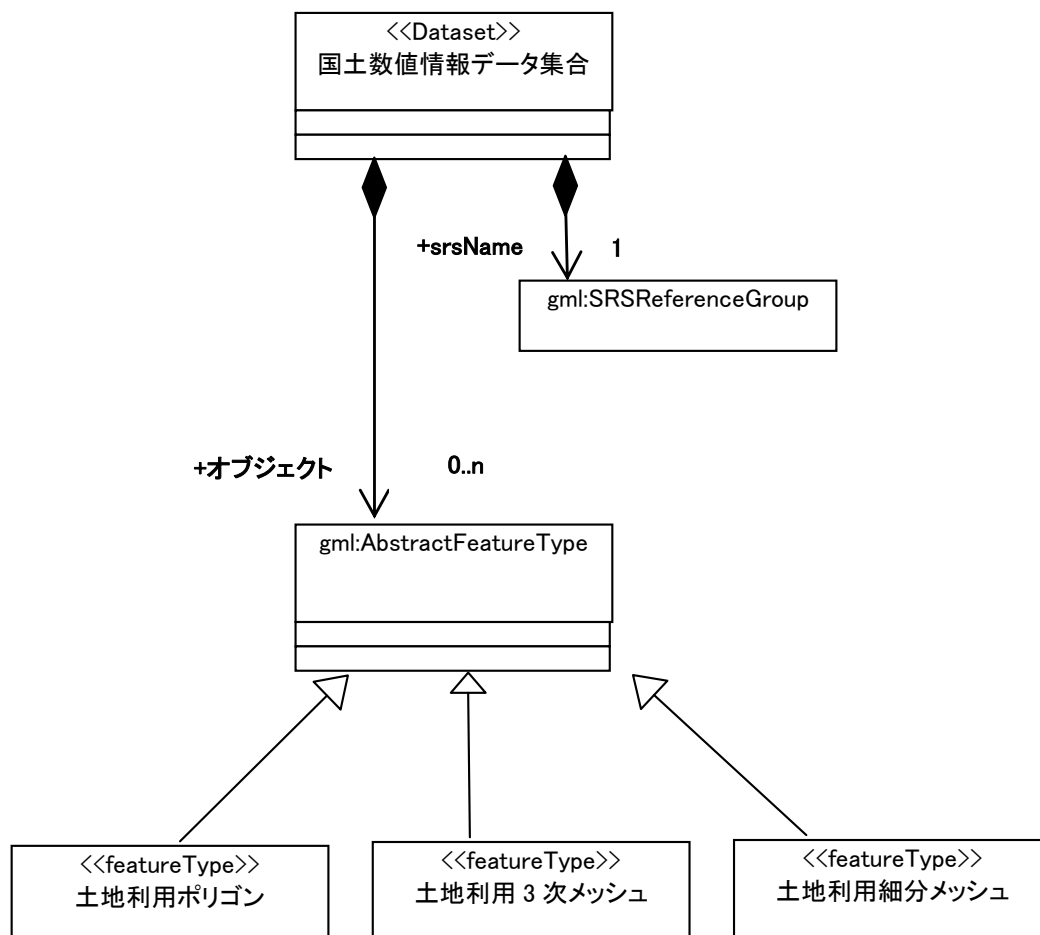 <<Dataset>>
国土数値情報データ集合
+srsName 1
gml:SRSReferenceGroup
+オブジェクト 0..n
gml:AbstractFeatureType
<<featureType>>
土地利用ポリゴン
<<featureType>>
土地利用 3 次メッシュ
<<featureType>>
土地利用細分メッシュ